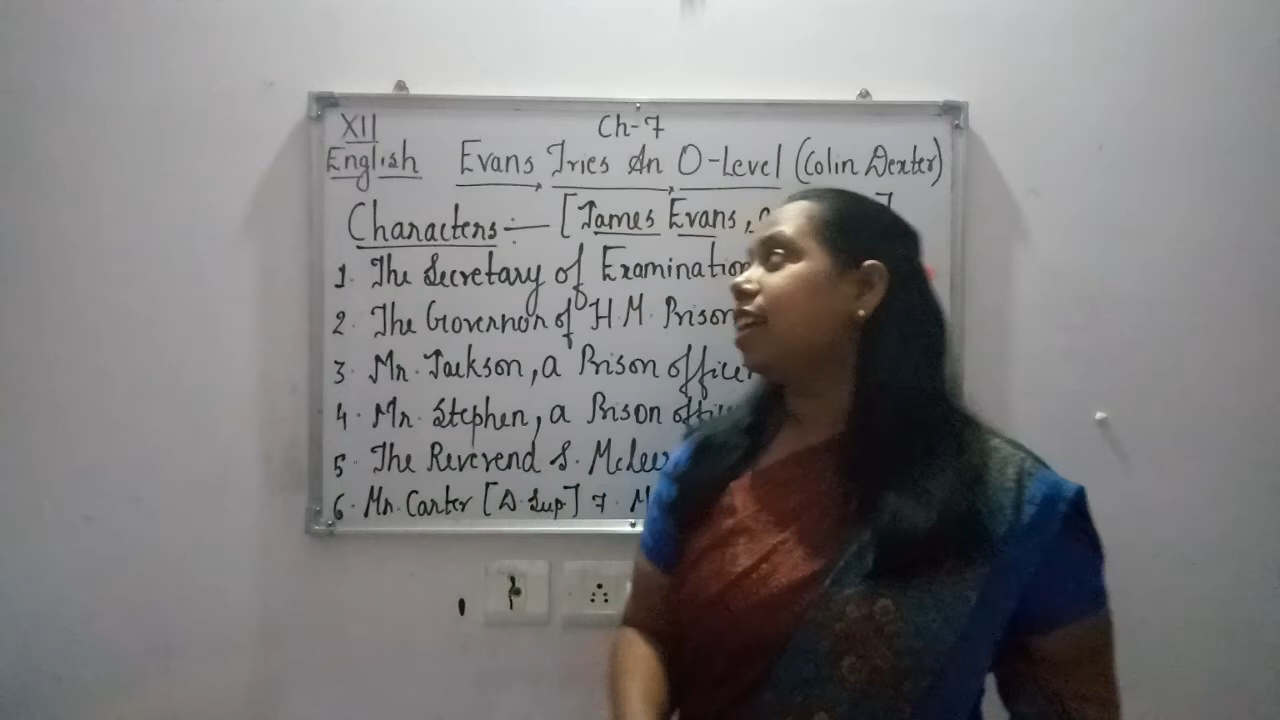 XII
Ch-7
English Evans Tries An O-Level (Colin Dexter)
Characters:- [James Evans,
1. The Secretary of Examination
2. The Governor of H.M. Prison
3. Mr. Jackson, a Prison officer
4. Mr. Stephen, a Prison
5. The Reverend S.
6. Mr. Carter [D. Sup] 7. M